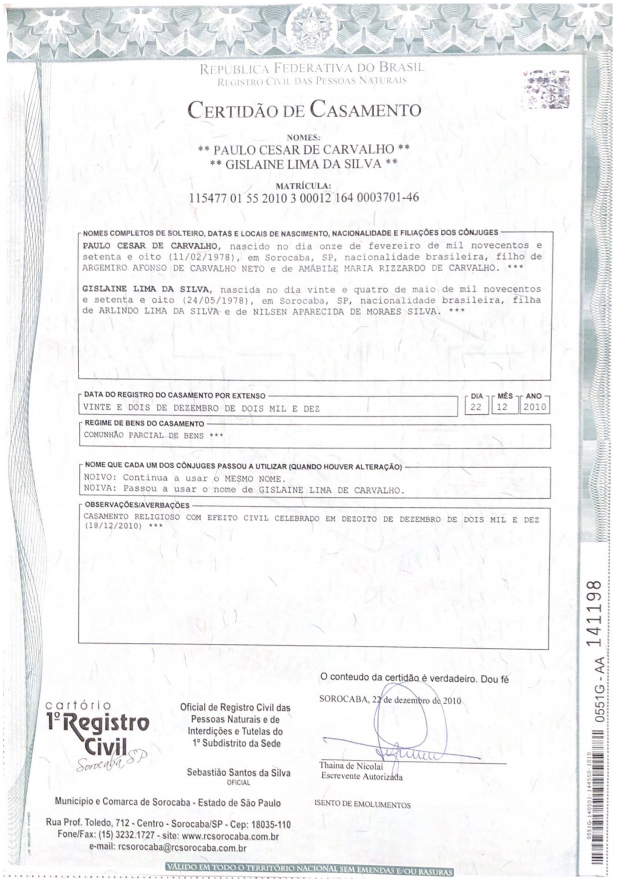 REPÚBLICA FEDERATIVA DO BRASIL
REGISTRO CIVIL DAS PESSOAS NATURAIS
CERTIDÃO DE CASAMENTO
NOMES:
** PAULO CESAR DE CARVALHO **
** GISLAINE LIMA DA SILVA **
MATRÍCULA:
115477 01 55 2010 3 00012 164 0003701-46
NOMES COMPLETOS DE SOLTEIRO, DATAS E LOCAIS DE NASCIMENTO, NACIONALIDADE E FILIAÇÕES DOS CÔNJUGES
PAULO CESAR DE CARVALHO, nascido no dia onze de fevereiro de mil novecentos e
setenta e oito (11/02/1978), em Sorocaba, SP, nacionalidade brasileira, filho de
ARGEMIRO AFONSO DE CARVALHO NETO e de AMÁBILE MARIA RIZZARDO DE CARVALHO. ***
GISLAINE LIMA DA SILVA, nascida no dia vinte e quatro de maio de mil novecentos
e setenta e oito (24/05/1978), em Sorocaba, SP, nacionalidade brasileira, filha
de ARLINDO LIMA DA SILVA e de NILSEN APARECIDA DE MORAES SILVA. ***
DATA DO REGISTRO DO CASAMENTO POR EXTENSO
DIA MÊS ANO
VINTE E DOIS DE DEZEMBRO DE DOIS MIL E DEZ
22 12 2010
REGIME DE BENS DO CASAMENTO
COMUNHÃO PARCIAL DE BENS ***
NOME QUE CADA UM DOS CÔNJUGES PASSOU A UTILIZAR (QUANDO HOUVER ALTERAÇÃO)
NOIVO: Continua a usar o MESMO NOME.
NOIVA: Passou a usar o nome de GISLAINE LIMA DE CARVALHO.
OBSERVAÇÕES/AVERBAÇÕES
CASAMENTO RELIGIOSO COM EFEITO CIVIL CELEBRADO EM DEZOITO DE DEZEMBRO DE DOIS MIL E DEZ
(18/12/2010) ***
O conteúdo da certidão é verdadeiro. Dou fé
SOROCABA, 22 de dezembro de 2010
Thaina de Nicolai
Escrevente Autorizada
ISENTO DE EMOLUMENTOS
cartório
1º Registro
Civil
Sorocaba SP
Oficial de Registro Civil das
Pessoas Naturais e de
Interdições e Tutelas do
1º Subdistrito da Sede
Sebastião Santos da Silva
OFICIAL
Município e Comarca de Sorocaba - Estado de São Paulo
Rua Prof. Toledo, 712 - Centro - Sorocaba/SP - Cep: 18035-110
Fone/Fax: (15) 3232.1727 - site: www.rcsorocaba.com.br
e-mail: rcsorocaba@rcsorocaba.com.br
VÁLIDO EM TODO O TERRITÓRIO NACIONAL SEM EMENDAS E/OU RASURAS
0551G - AA 141198